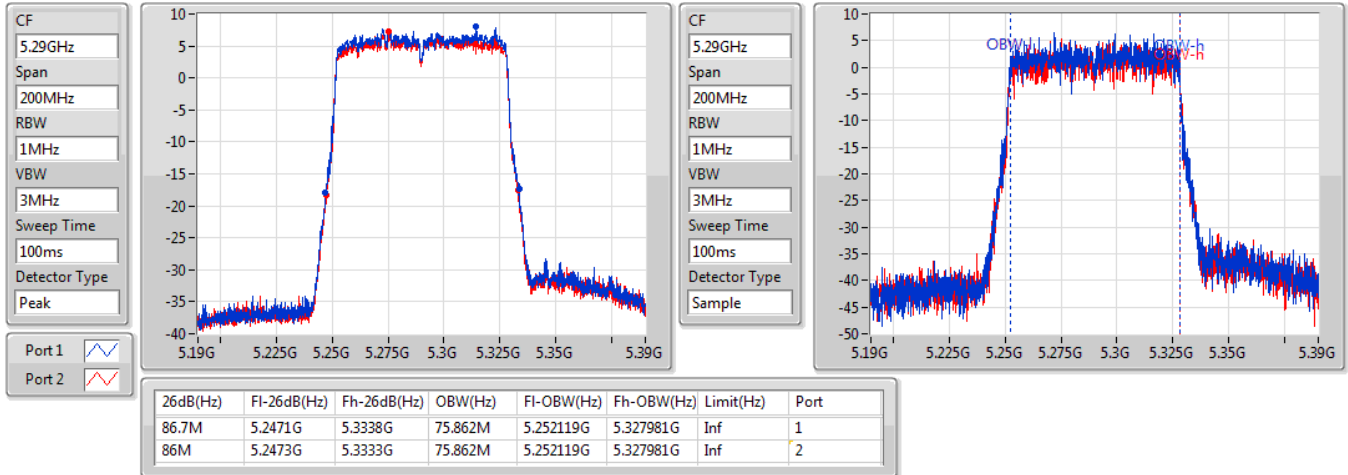 CF
5.29GHz
Span
200MHz
RBW
1MHz
VBW
3MHz
Sweep Time
100ms
Detector Type
Peak
10-
5-
0-
-5-
-10-
-15-
-20-
-25-
-30-
-35-
-40-
5.19G 5.225G 5.25G 5.275G 5.3G 5.325G 5.35G 5.39G
CF
5.29GHz
Span
200MHz
RBW
1MHz
VBW
3MHz
Sweep Time
100ms
Detector Type
Sample
10-
5-
0-
-5-
-10-
-15-
-20-
-25-
-30-
-35-
-40-
-45-
-50-
OBW-h
OBW-h
5.19G 5.225G 5.25G 5.275G 5.3G 5.325G 5.35G 5.39G
Port 1
Port 2
26dB(Hz) Fl-26dB(Hz) Fh-26dB(Hz) OBW(Hz) Fl-OBW(Hz) Fh-OBW(Hz) Limit(Hz) Port
86.7M 5.2471G 5.3338G 75.862M 5.252119G 5.327981G Inf 1
86M 5.2473G 5.3333G 75.862M 5.252119G 5.327981G Inf 2